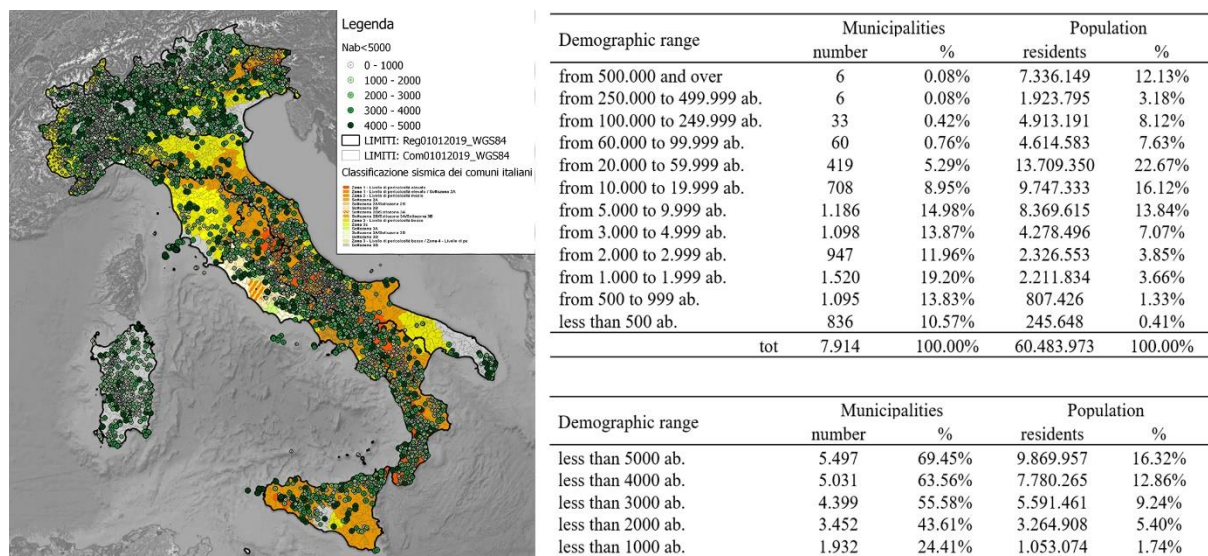 Legenda
Nab<5000
0 - 1000
1000 - 2000
2000 - 3000
3000 - 4000
4000 - 5000
LIMITI: Reg01012019_WGS84
LIMITI: Com01012019_WGS84
Classificazione sismica dei comuni italiani
Demographic range Municipalities Population
number % residents %
from 500.000 and over 6 0.08% 7.336.149 12.13%
from 250.000 to 499.999 ab. 6 0.08% 1.923.795 3.18%
from 100.000 to 249.999 ab. 33 0.42% 4.913.191 8.12%
from 60.000 to 99.999 ab. 60 0.76% 4.614.583 7.63%
from 20.000 to 59.999 ab. 419 5.29% 13.709.350 22.67%
from 10.000 to 19.999 ab. 708 8.95% 9.747.333 16.12%
from 5.000 to 9.999 ab. 1.186 14.98% 8.369.615 13.84%
from 3.000 to 4.999 ab. 1.098 13.87% 4.278.496 7.07%
from 2.000 to 2.999 ab. 947 11.96% 2.326.553 3.85%
from 1.000 to 1.999 ab. 1.520 19.20% 2.211.834 3.66%
from 500 to 999 ab. 1.095 13.83% 807.426 1.33%
less than 500 ab. 836 10.57% 245.648 0.41%
tot 7.914 100.00% 60.483.973 100.00%
Demographic range Municipalities Population
number % residents %
less than 5000 ab. 5.497 69.45% 9.869.957 16.32%
less than 4000 ab. 5.031 63.56% 7.780.265 12.86%
less than 3000 ab. 4.399 55.58% 5.591.461 9.24%
less than 2000 ab. 3.452 43.61% 3.264.908 5.40%
less than 1000 ab. 1.932 24.41% 1.053.074 1.74%